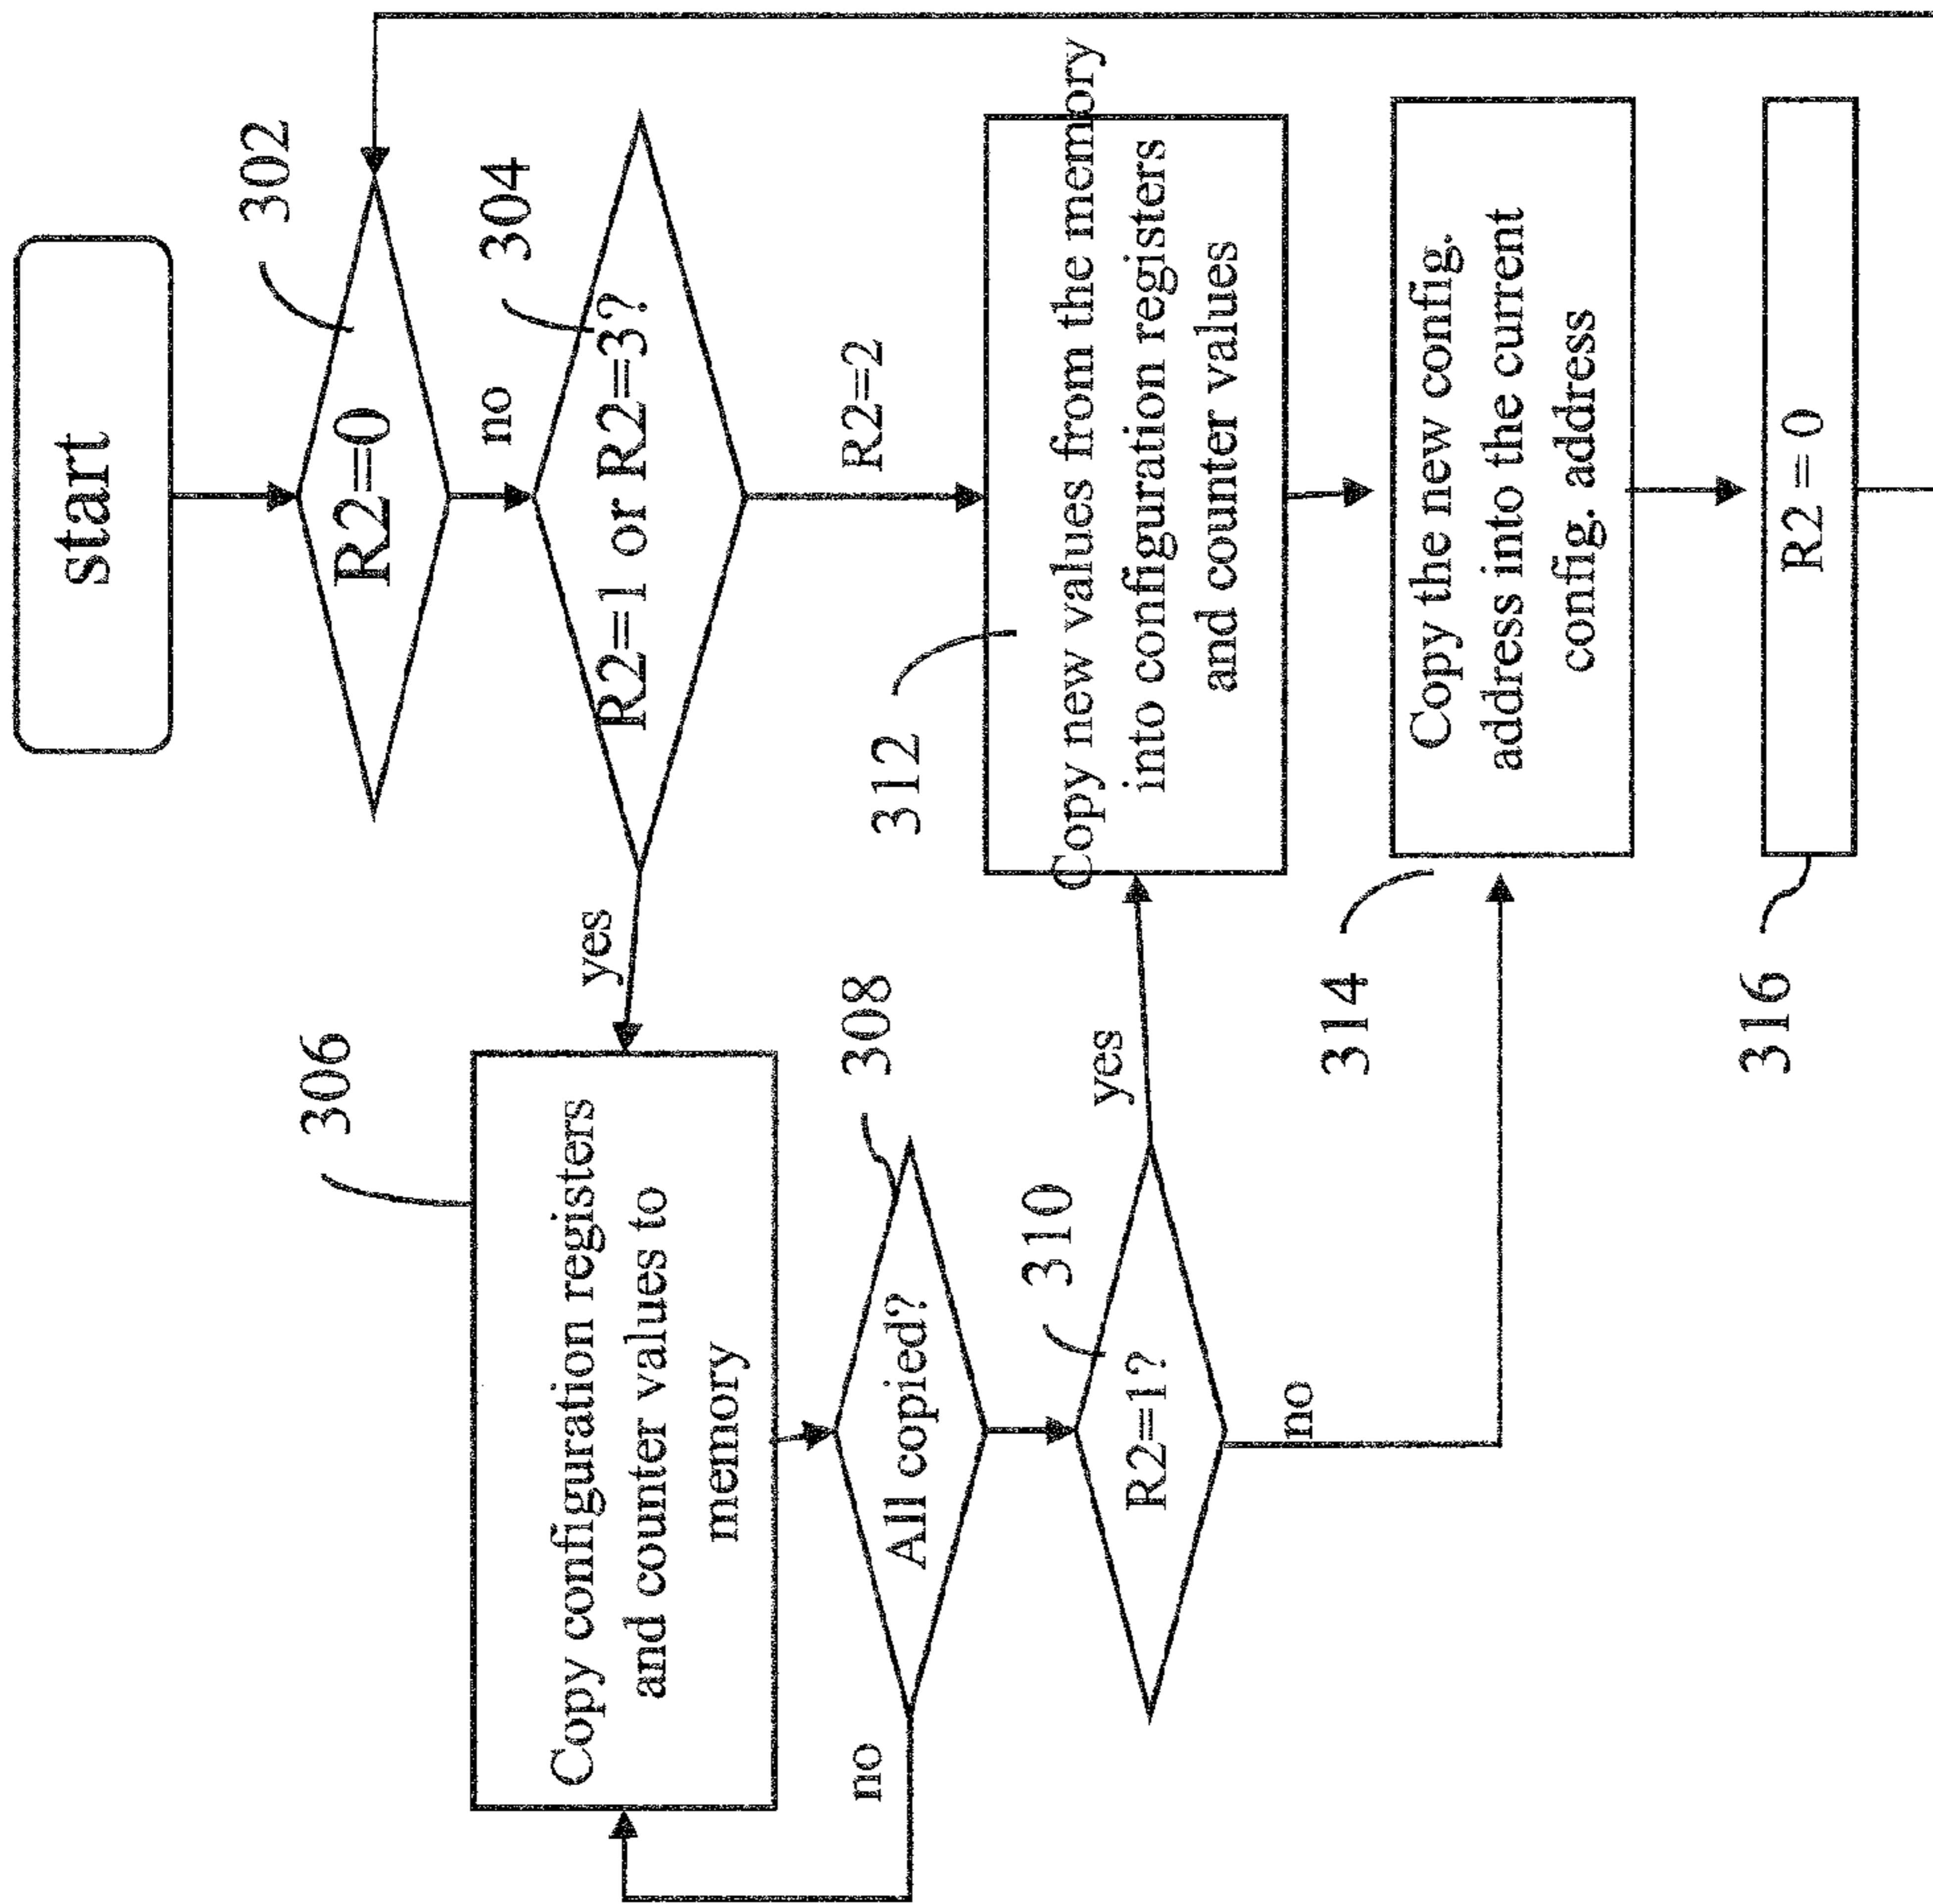 start
302
R2==0
no
304
R2==1 or R2==3?
yes
R2==2
306
Copy configuration registers
and counter values to
memory
308
All copied?
no
310
R2==1?
yes
no
312
Copy new values from the memory
into configuration registers
and counter values
314
Copy the new config.
address into the current
config. address
316
R2 = 0